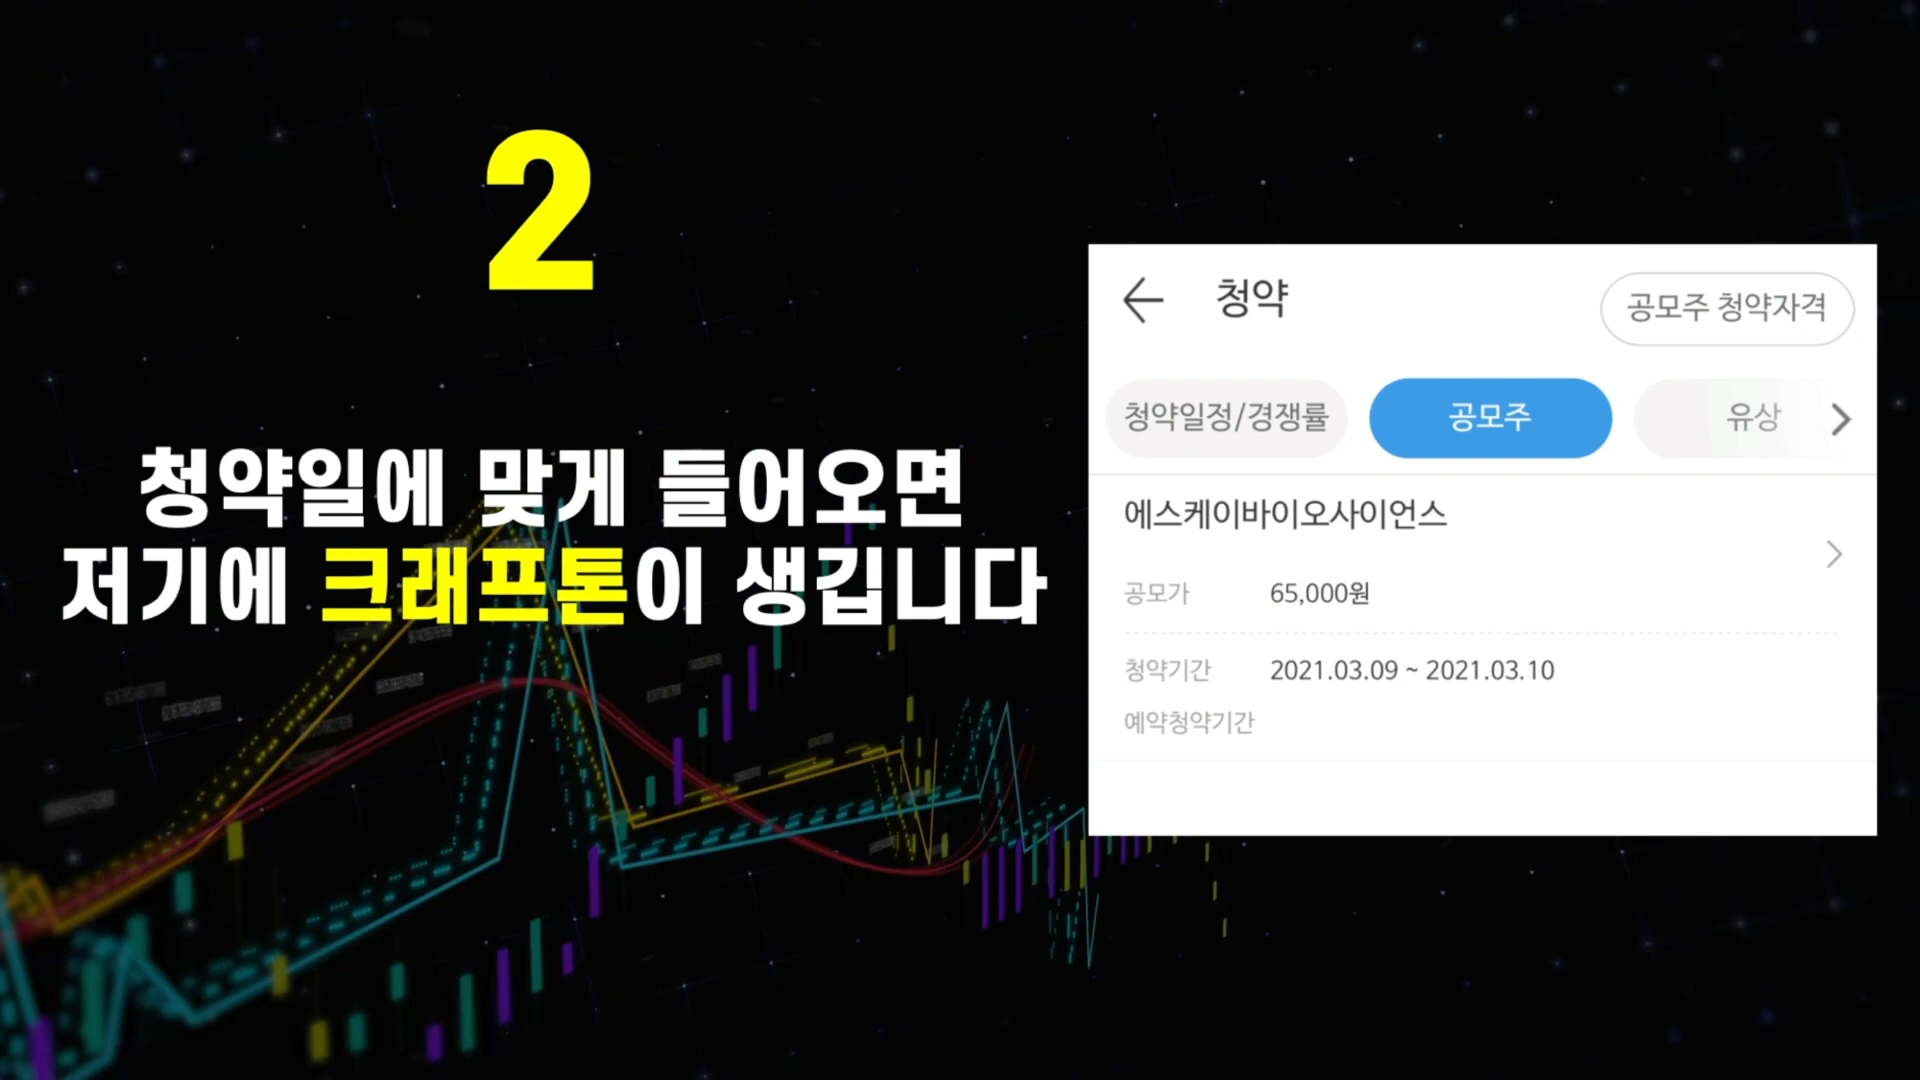 2
청약일에 맞게 들어오면
저기에 크래프톤이 생깁니다
청약
공모주 청약자격
청약일정/경쟁률
공모주
유상
에스케이바이오사이언스
공모가 65,000원
청약기간 2021.03.09 ~ 2021.03.10
예약청약기간